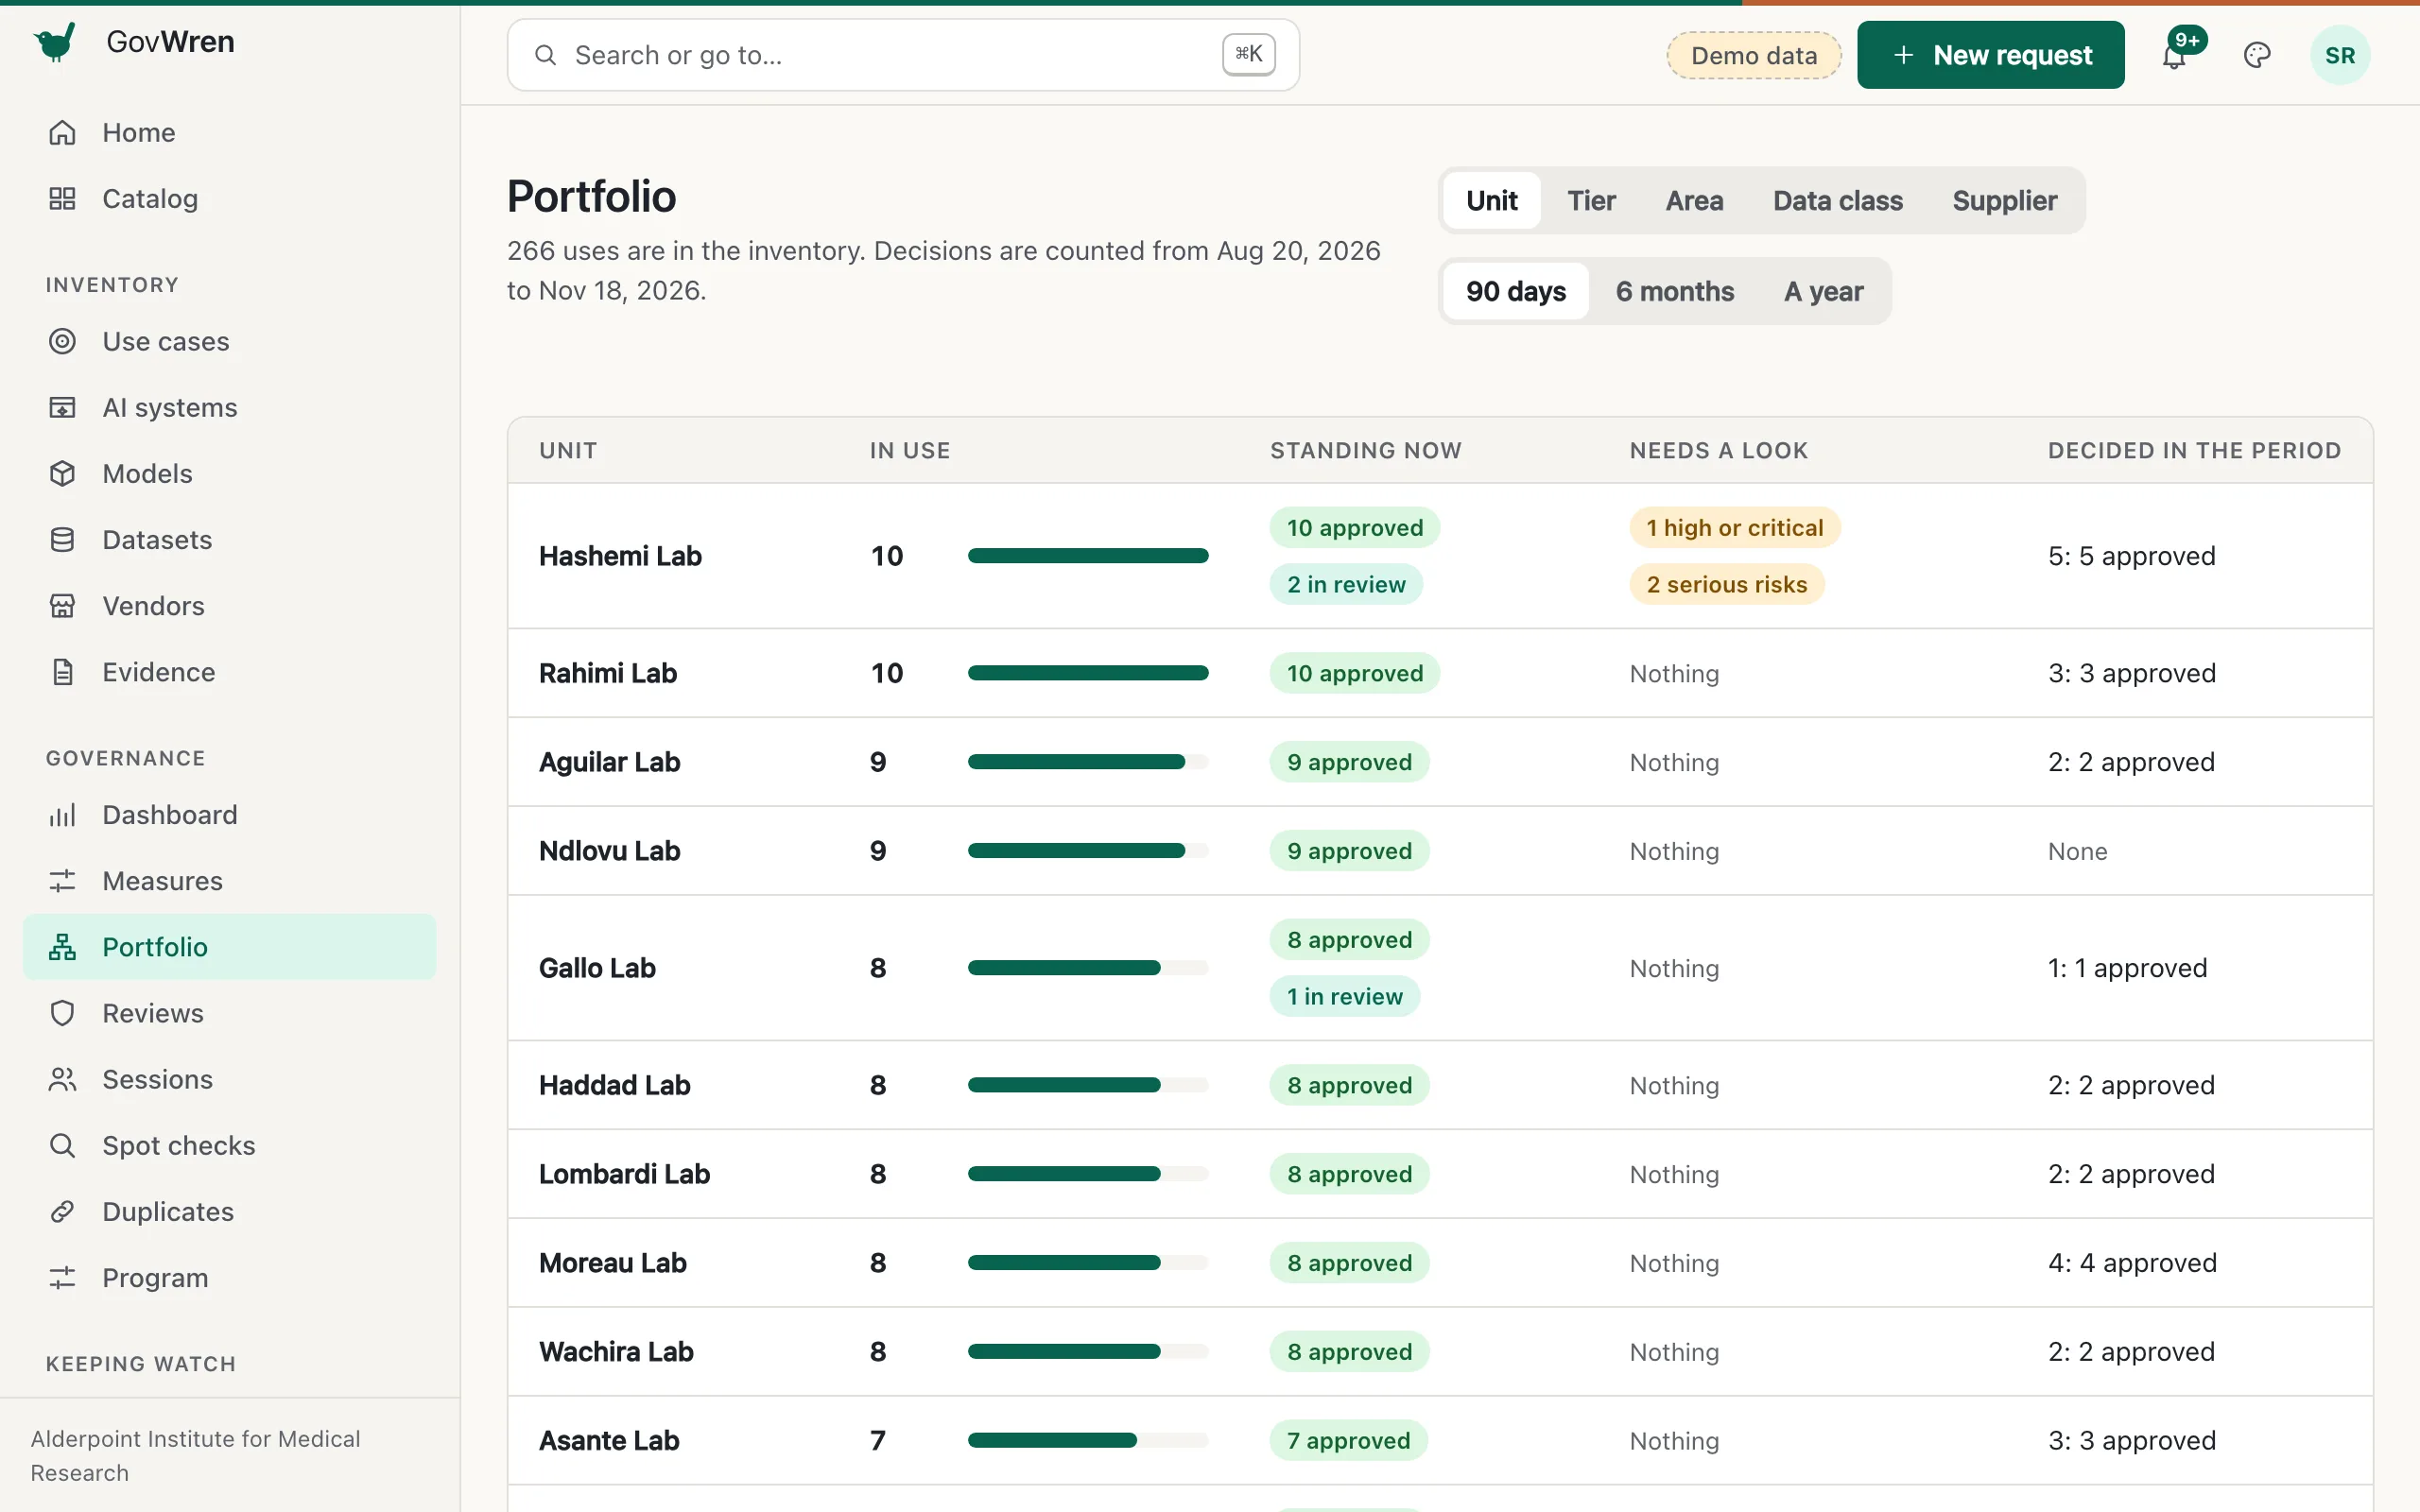 GovWren
Search or go to...
⌘K
Demo data
+ New request
9+
SR
Home
Catalog
INVENTORY
Use cases
AI systems
Models
Datasets
Vendors
Evidence
GOVERNANCE
Dashboard
Measures
Portfolio
Reviews
Sessions
Spot checks
Duplicates
Program
KEEPING WATCH
Alderpoint Institute for Medical
Research
Portfolio
266 uses are in the inventory. Decisions are counted from Aug 20, 2026
to Nov 18, 2026.
Unit Tier Area Data class Supplier
90 days 6 months A year
UNIT IN USE STANDING NOW NEEDS A LOOK DECIDED IN THE PERIOD
Hashemi Lab 10 10 approved 1 high or critical 5: 5 approved
2 in review 2 serious risks
Rahimi Lab 10 10 approved Nothing 3: 3 approved
Aguilar Lab 9 9 approved Nothing 2: 2 approved
Ndlovu Lab 9 9 approved Nothing None
Gallo Lab 8 8 approved Nothing 1: 1 approved
1 in review
Haddad Lab 8 8 approved Nothing 2: 2 approved
Lombardi Lab 8 8 approved Nothing 2: 2 approved
Moreau Lab 8 8 approved Nothing 4: 4 approved
Wachira Lab 8 8 approved Nothing 2: 2 approved
Asante Lab 7 7 approved Nothing 3: 3 approved